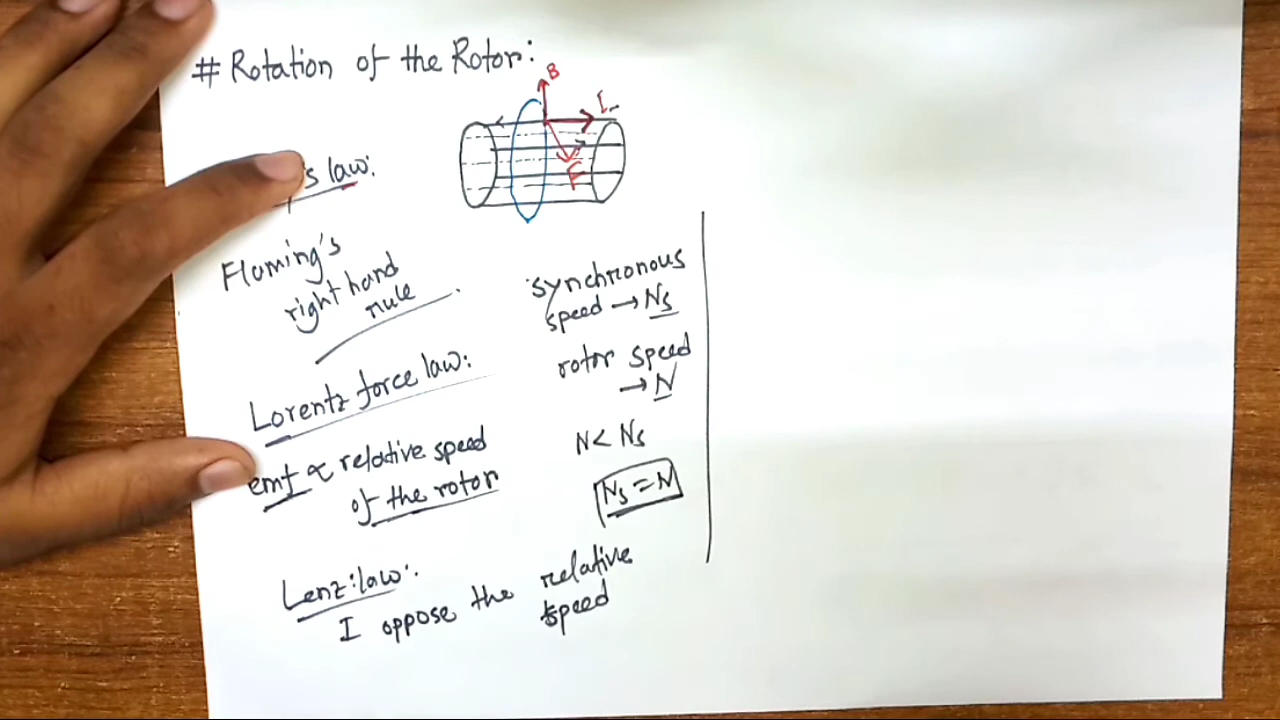 # Rotation of the Rotor:
B
I
F
's law:
Fleming's
right hand
rule
Lorentz force law:
emf ∝ relative speed
of the rotor
Lenz:law:
I oppose the relative
speed
synchronous
speed → Ns
rotor speed
→ N
N < Ns
Ns = N